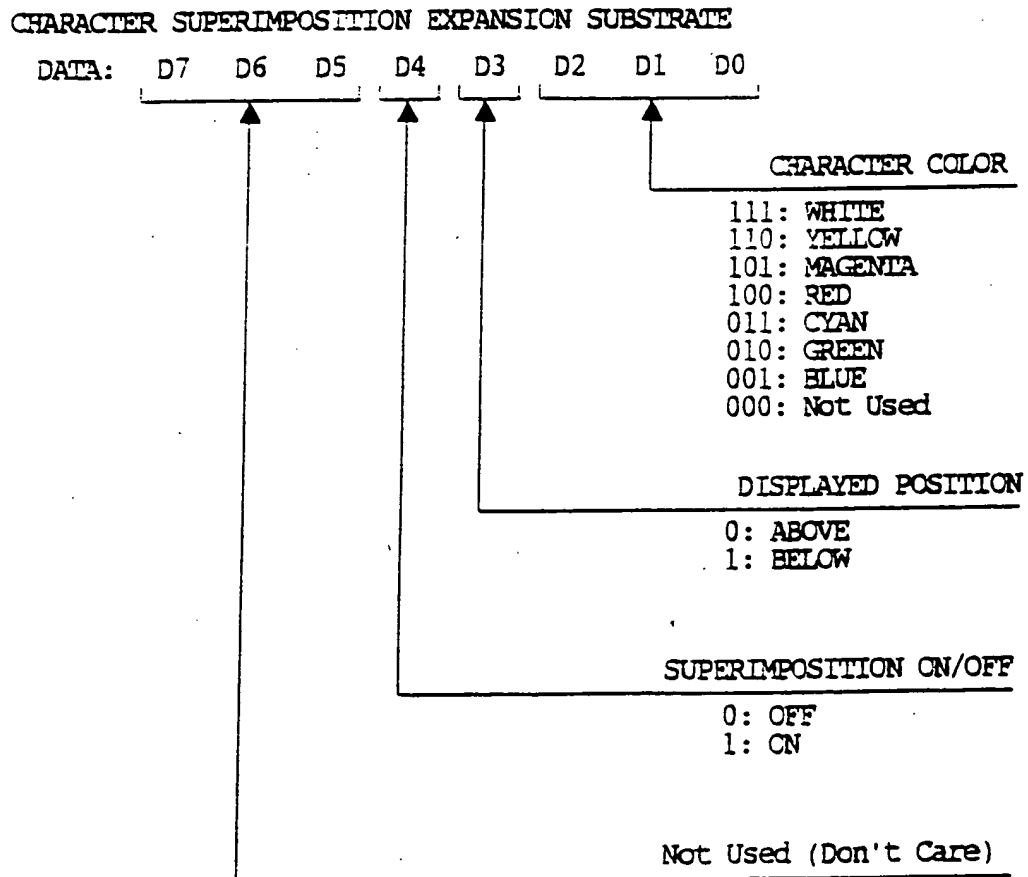 CHARACTER SUPERIMPOSITION EXPANSION SUBSTRATE
DATA: D7 D6 D5 D4 D3 D2 D1 D0
CHARACTER COLOR
111: WHITE
110: YELLOW
101: MAGENTA
100: RED
011: CYAN
010: GREEN
001: BLUE
000: Not Used
DISPLAYED POSITION
0: ABOVE
1: BELOW
SUPERIMPOSITION ON/OFF
0: OFF
1: ON
Not Used (Don't Care)